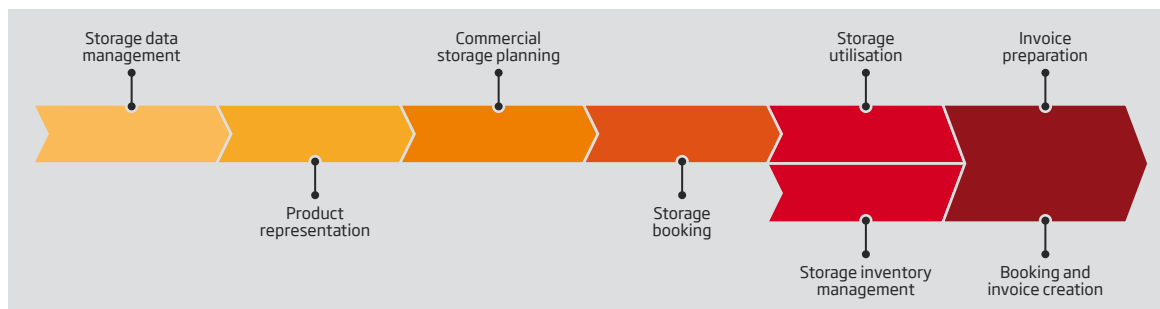 Storage data
management
Commercial
storage planning
Storage
utilisation
Invoice
preparation
Product
representation
Storage
booking
Storage inventory
management
Booking and
invoice creation